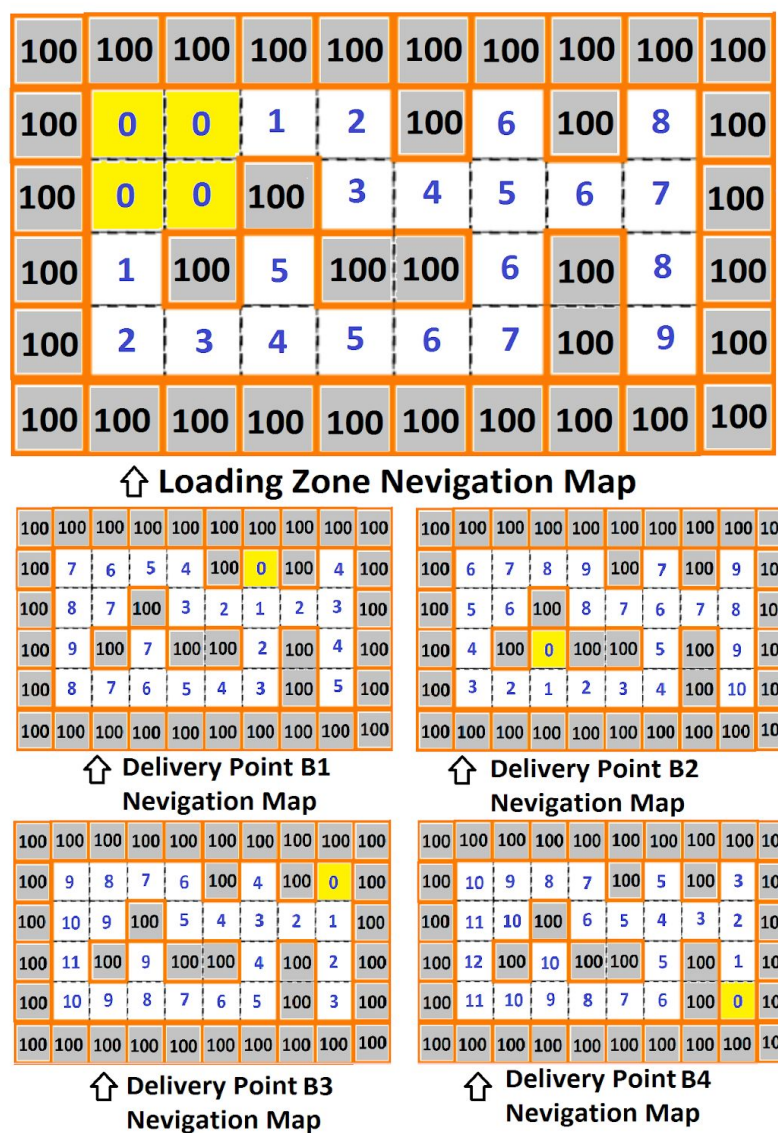 100 100 100 100 100 100 100 100 100 100
100 0 0 1 2 100 6 100 8 100
100 0 0 100 3 4 5 6 7 100
100 1 100 5 100 100 6 100 8 100
100 2 3 4 5 6 7 100 9 100
100 100 100 100 100 100 100 100 100 100
Loading Zone Nevigation Map
100 100 100 100 100 100 100 100 100 100
100 7 6 5 4 100 0 100 4 100
100 8 7 100 3 2 1 2 3 100
100 9 100 7 100 100 2 100 4 100
100 8 7 6 5 4 3 100 5 100
100 100 100 100 100 100 100 100 100 100
Delivery Point B1
Nevigation Map
100 100 100 100 100 100 100 100 100 10
100 6 7 8 9 100 7 100 9 10
100 5 6 100 8 7 6 7 8 10
100 4 100 0 100 100 5 100 9 10
100 3 2 1 2 3 4 100 10 10
100 100 100 100 100 100 100 100 100 10
Delivery Point B2
Nevigation Map
100 100 100 100 100 100 100 100 100 100
100 9 8 7 6 100 4 100 0 100
100 10 9 100 5 4 3 2 1 100
100 11 100 9 100 100 4 100 2 100
100 10 9 8 7 6 5 100 3 100
100 100 100 100 100 100 100 100 100 100
Delivery Point B3
Nevigation Map
100 100 100 100 100 100 100 100 100 10
100 10 9 8 7 100 5 100 3 10
100 11 10 100 6 5 4 3 2 10
100 12 100 10 100 100 5 100 1 10
100 11 10 9 8 7 6 100 0 10
100 100 100 100 100 100 100 100 100 10
Delivery Point B4
Nevigation Map